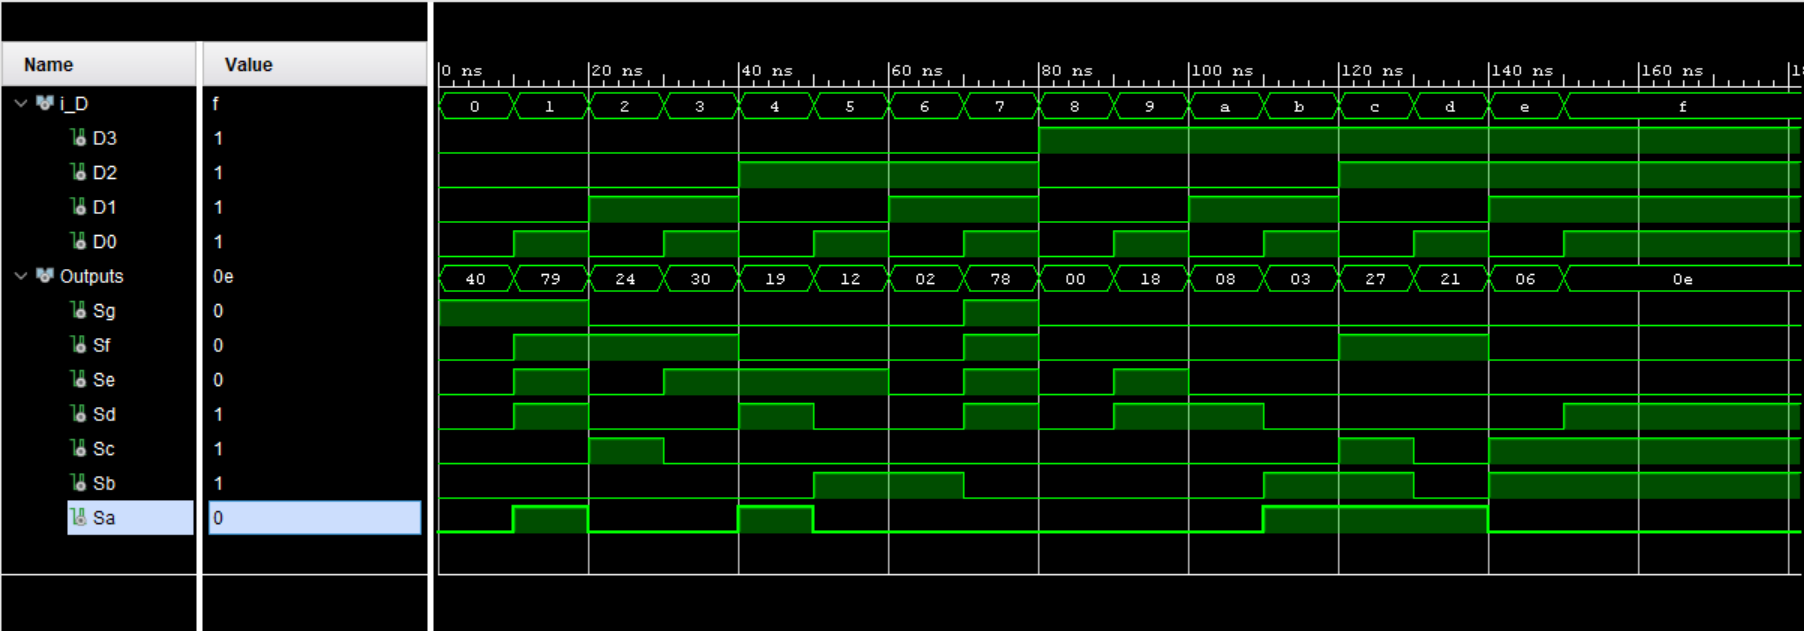 Name Value
0 ns 20 ns 40 ns 60 ns 80 ns 100 ns 120 ns 140 ns 160 ns
i_D f 0 1 2 3 4 5 6 7 8 9 a b c d e f
D3 1
D2 1
D1 1
D0 1
Outputs 0e 40 79 24 30 19 12 02 78 00 18 08 03 27 21 06 0e
Sg 0
Sf 0
Se 0
Sd 1
Sc 1
Sb 1
Sa 0